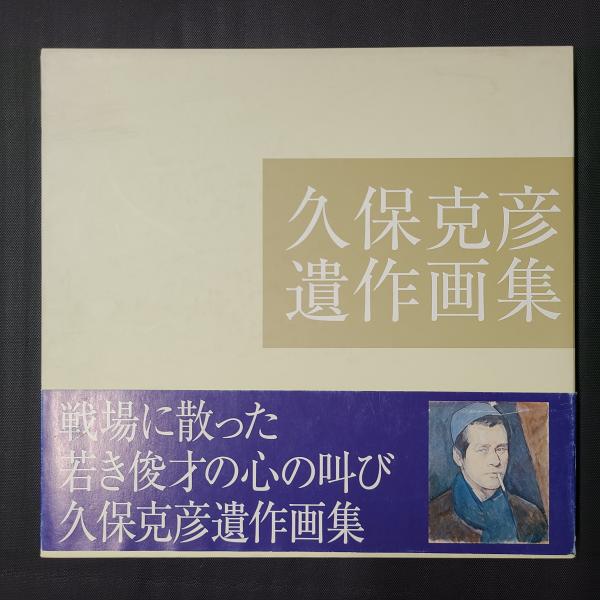 久保克彦
遺作画集
戦場に散った
若き俊才の心の叫び
久保克彦遺作画集